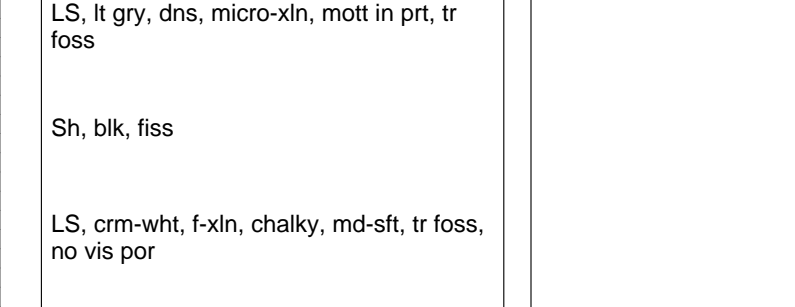 LS, lt gry, dns, micro-xln, mott in prt, tr
foss
Sh, blk, fiss
LS, crm-wht, f-xln, chalky, md-sft, tr foss,
no vis por